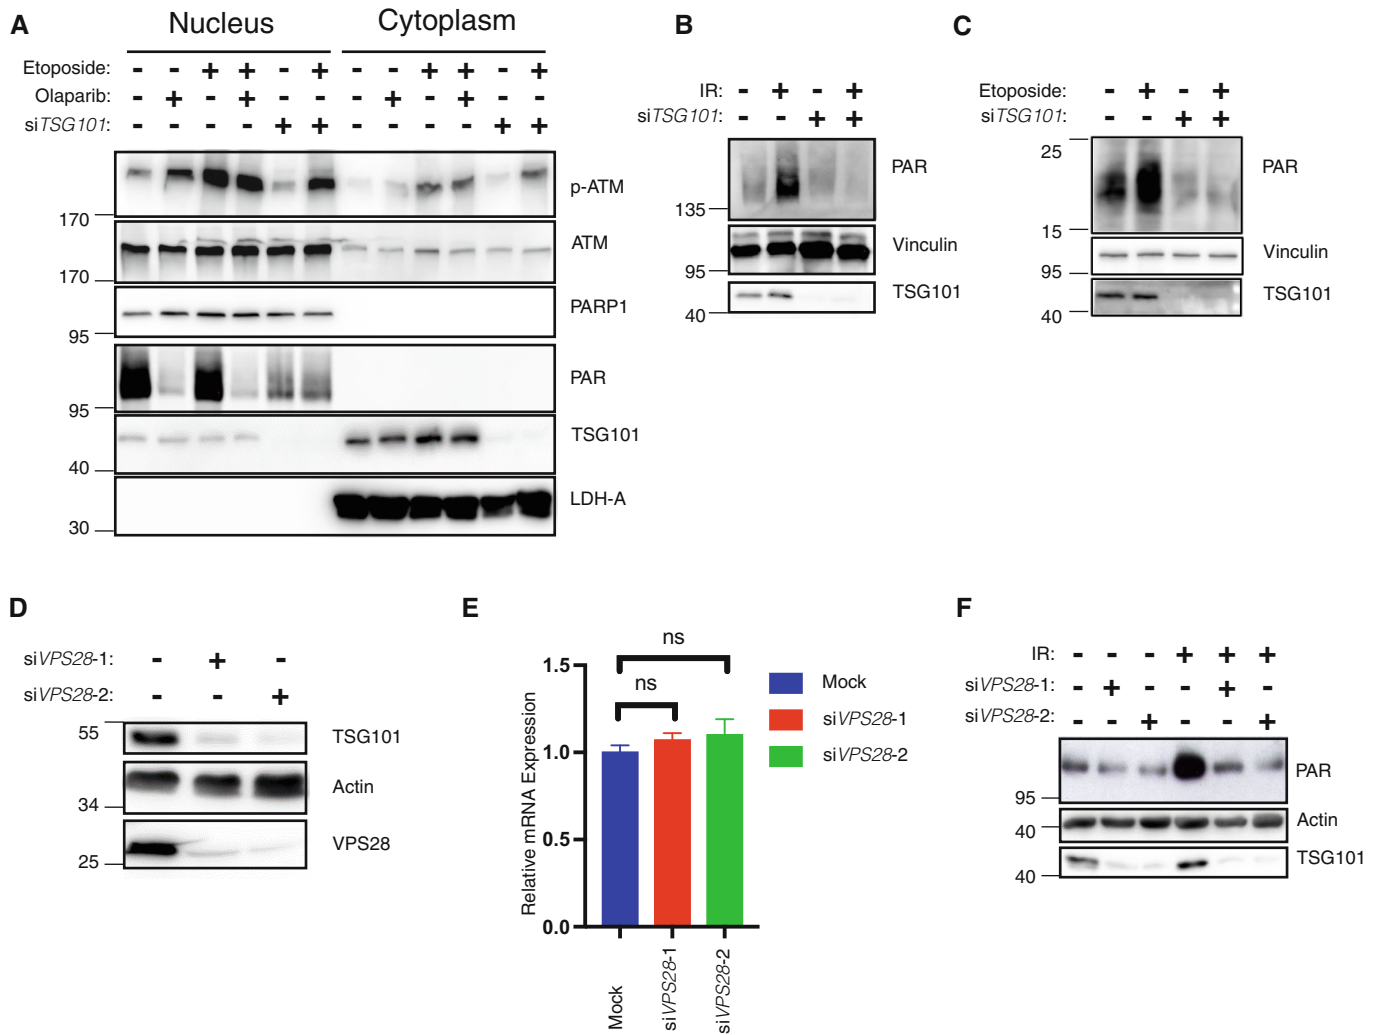 A
Nucleus Cytoplasm
Etoposide: - - + + - + - - + + - +
Olaparib: - + - + - - - + - + - -
siTSG101: - - - - + + - - - - + +
p-ATM
170
ATM
170
PARP1
95
PAR
95
TSG101
40
LDH-A
30
B
IR: - + - +
siTSG101: - - + +
PAR
135
Vinculin
95
TSG101
40
C
Etoposide: - + - +
siTSG101: - - + +
25
PAR
15
Vinculin
95
TSG101
40
D
siVPS28-1: - + -
siVPS28-2: - - +
55
TSG101
Actin
34
VPS28
25
E
ns
ns
1.5
1.0
0.5
0.0
Relative mRNA Expression
Mock
siVPS28-1
siVPS28-2
Mock
siVPS28-1
siVPS28-2
F
IR: - - - + + +
siVPS28-1: - + - - + -
siVPS28-2: - - + - - +
PAR
95
Actin
40
TSG101
40